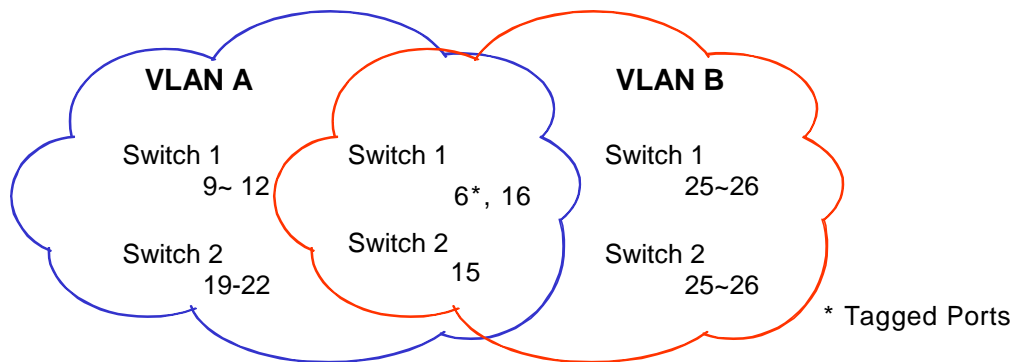 VLAN A
VLAN B
Switch 1
9~ 12
Switch 1
6*, 16
Switch 1
25~26
Switch 2
19-22
Switch 2
15
Switch 2
25~26
* Tagged Ports